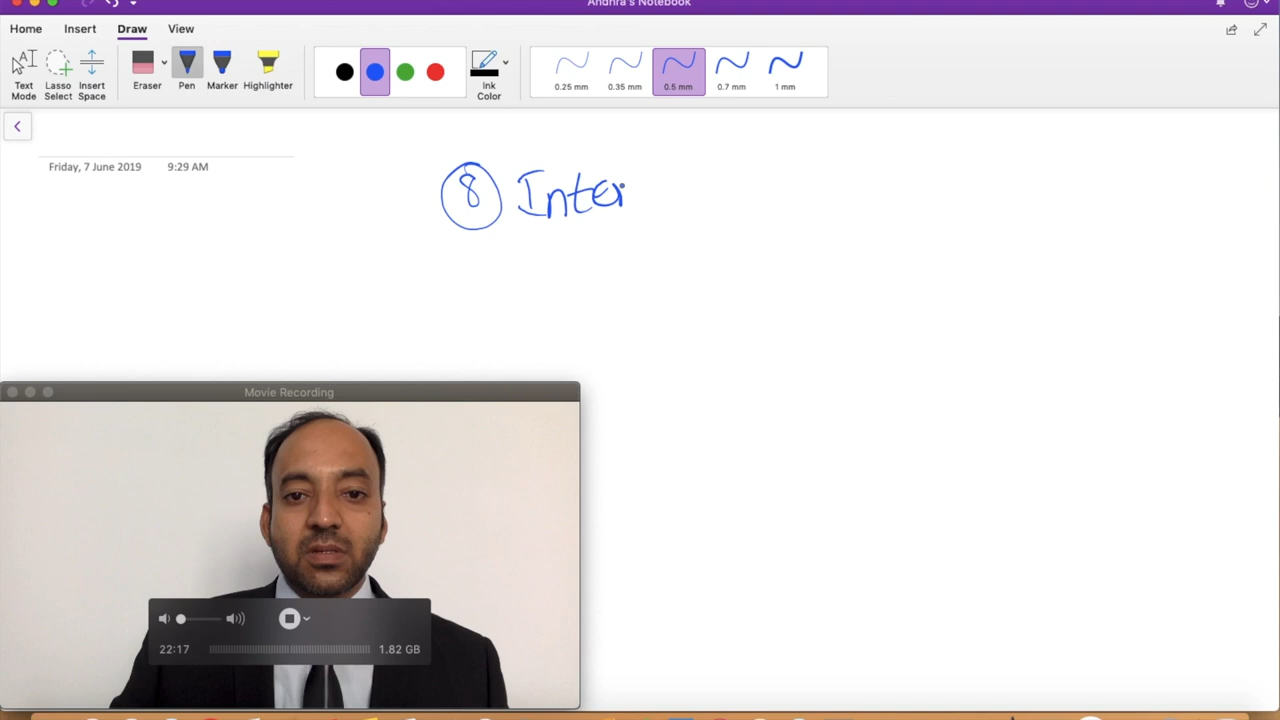 Andhra's Notebook
Home Insert Draw View
Text Mode
Lasso Select
Insert Space
Eraser
Pen
Marker
Highlighter
Ink Color
0.25 mm
0.35 mm
0.5 mm
0.7 mm
1 mm
Friday, 7 June 2019 9:29 AM
8 Inter
Movie Recording
22:17 1.82 GB